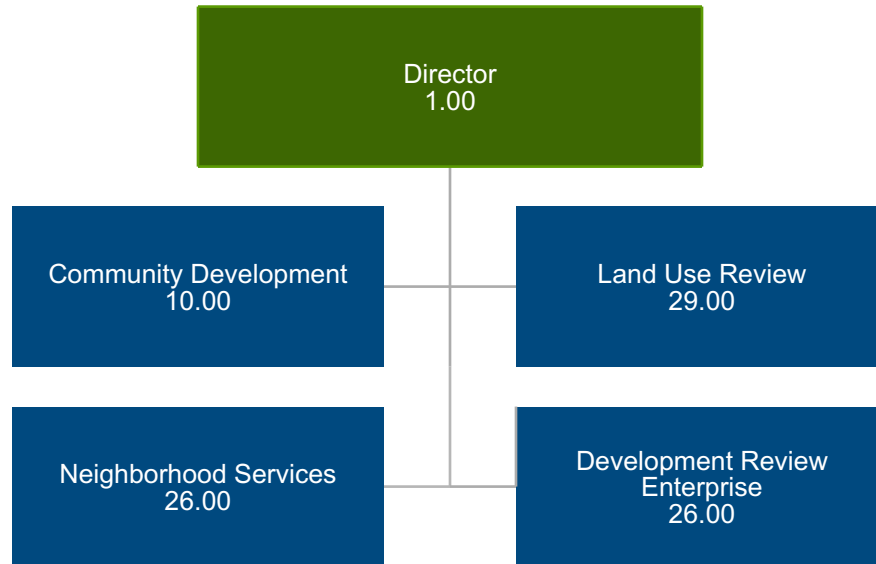 Director
1.00
Community Development
10.00
Land Use Review
29.00
Neighborhood Services
26.00
Development Review
Enterprise
26.00